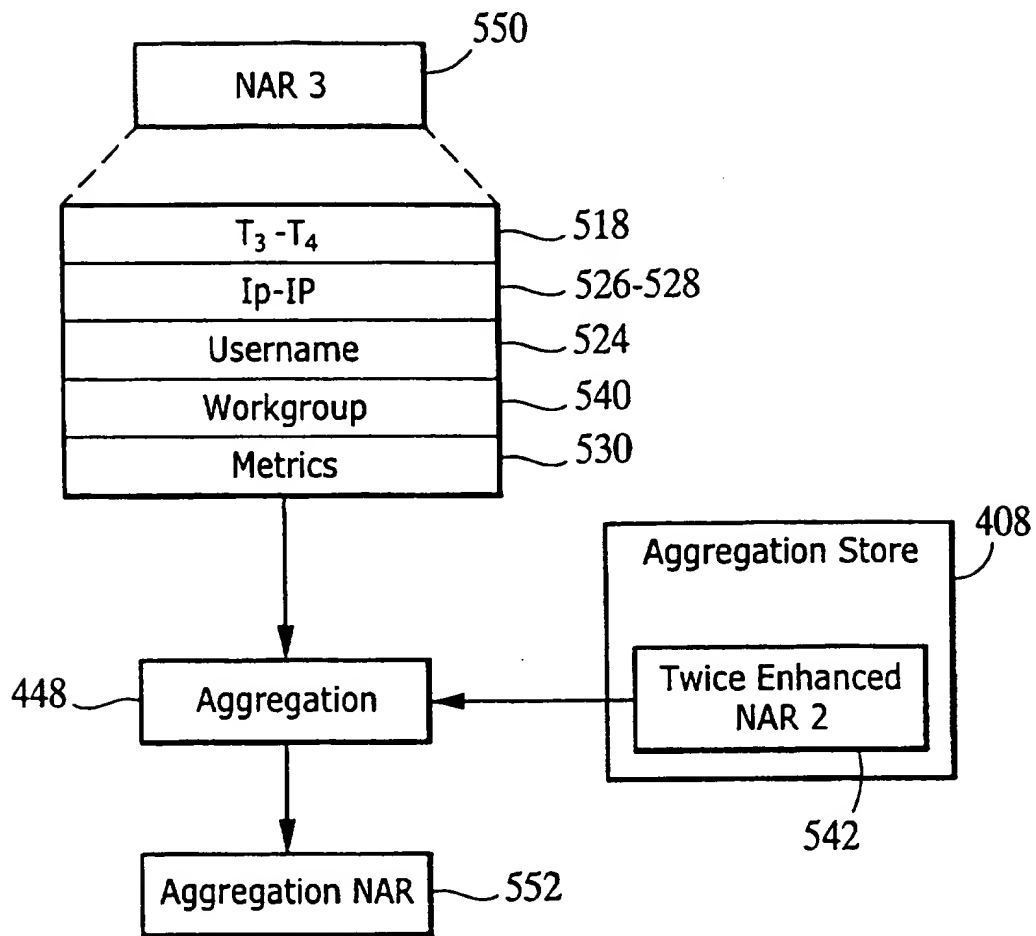 550
NAR 3
T₃-T₄
518
Ip-IP
526-528
Username
524
Workgroup
540
Metrics
530
408
Aggregation Store
448
Aggregation
Twice Enhanced
NAR 2
542
Aggregation NAR
552